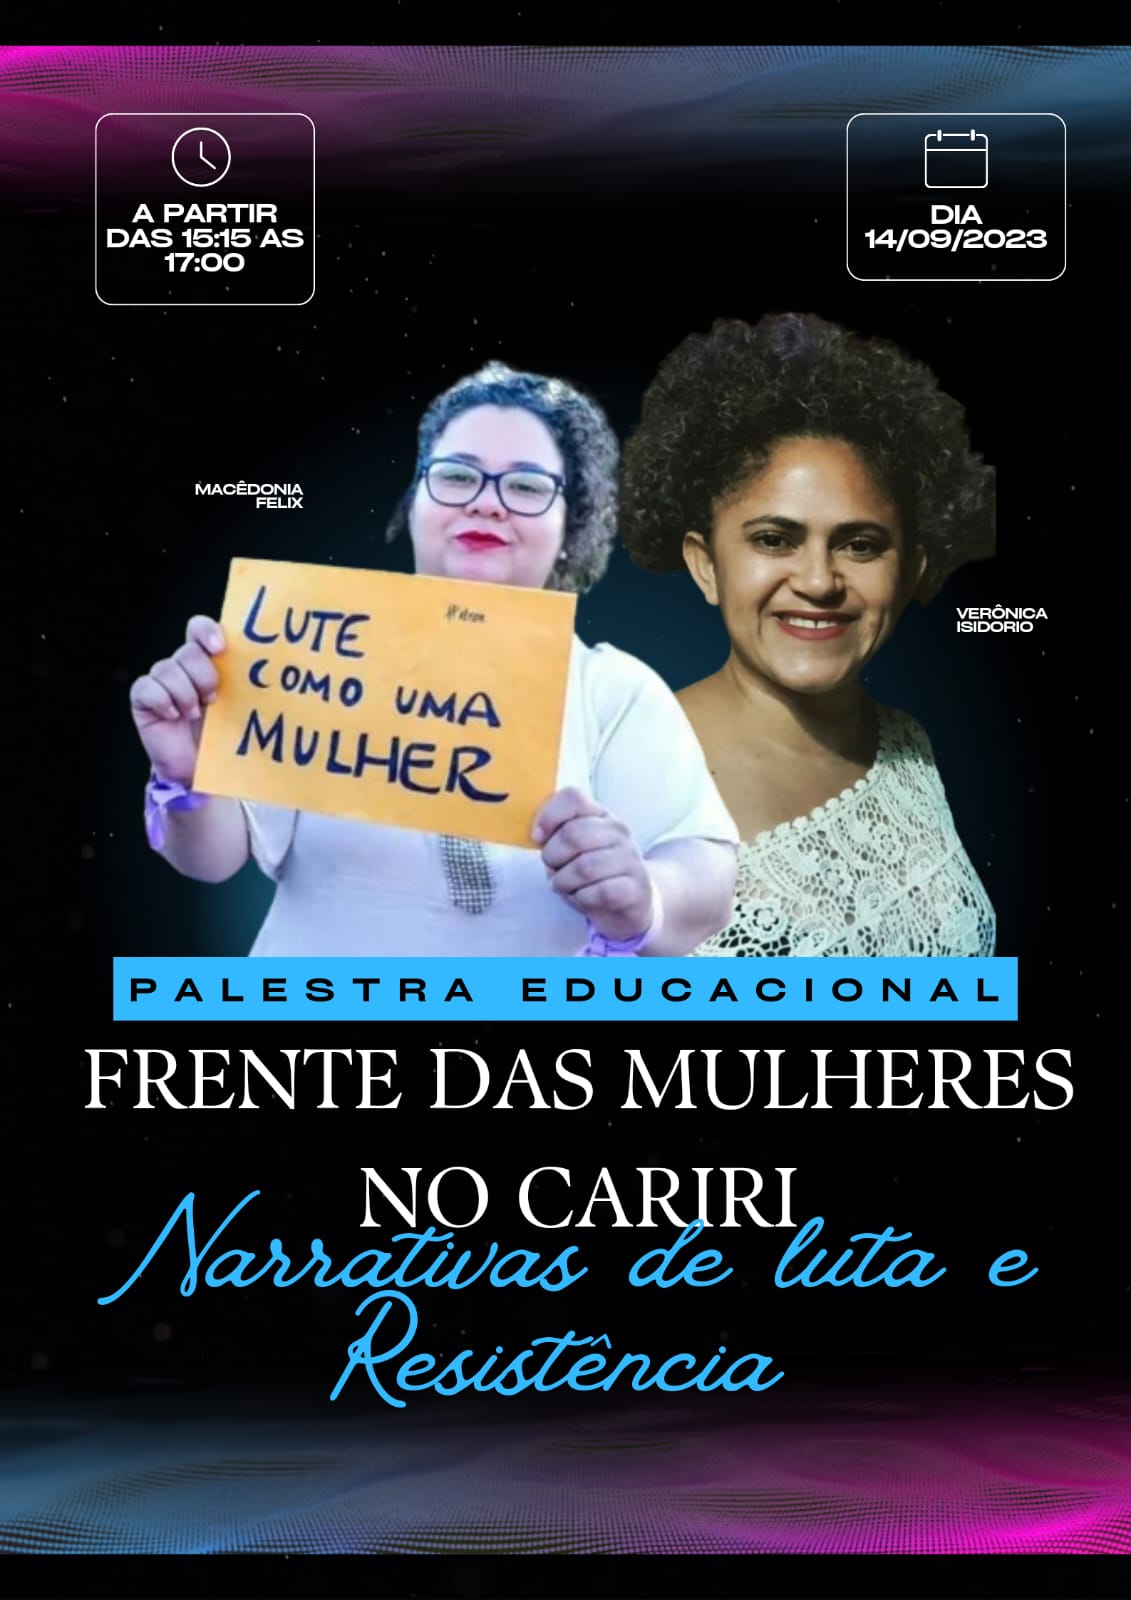 A PARTIR
DAS 15:15 AS
17:00
DIA
14/09/2023
MACÊDONIA
FELIX
LUTE
COMO UMA
MULHER
VERÔNICA
ISIDORIO
PALESTRA EDUCACIONAL
FRENTE DAS MULHERES
NO CARIRI
Narrativas de luta e
Resistência